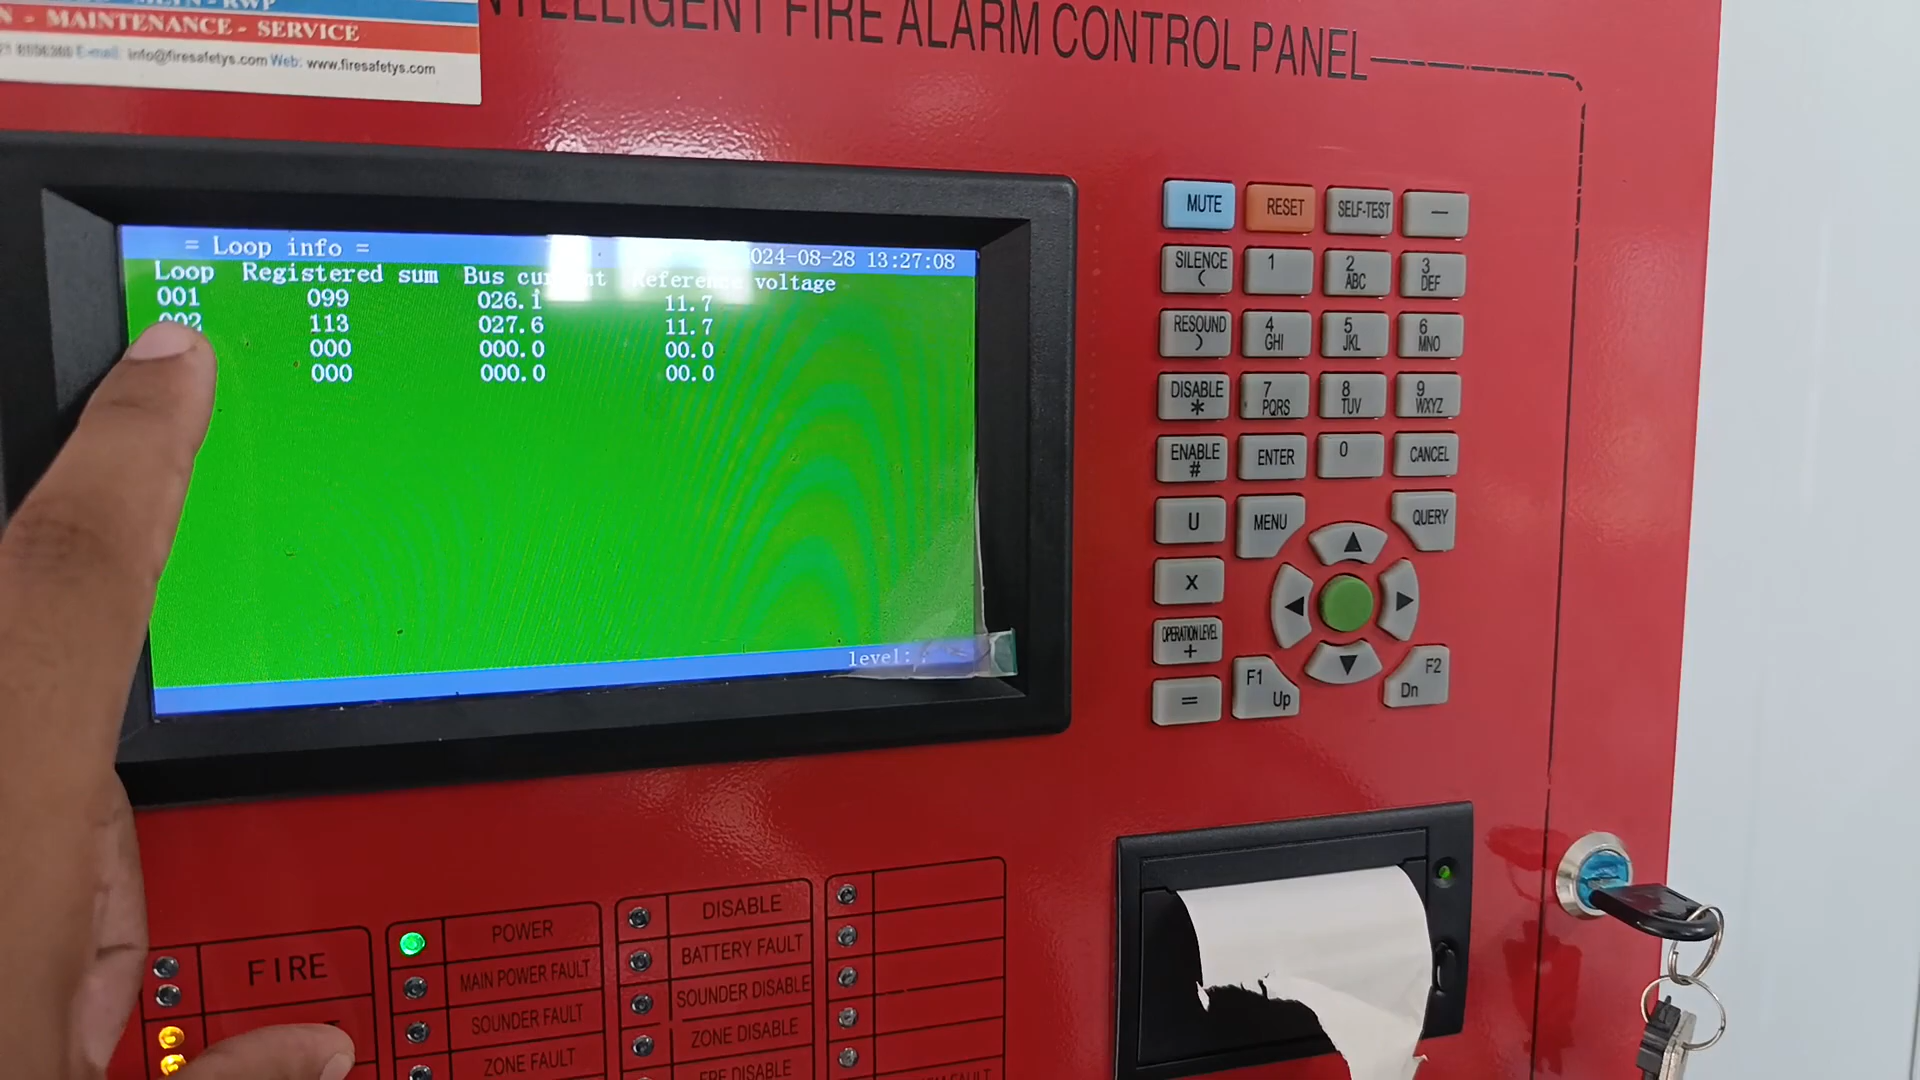 N - MAINTENANCE - SERVICE
info@firesafetys.com Web: www.firesafetys.com
INTELLIGENT FIRE ALARM CONTROL PANEL
= Loop info =
024-08-28 13:27:08
Loop Registered sum Bus current Reference voltage
001 099 026.1 11.7
002 113 027.6 11.7
000 000.0 00.0
000 000.0 00.0
level:
MUTE RESET SELF-TEST —
SILENCE ( 1 2 ABC 3 DEF
RESOUND ) 4 GHI 5 JKL 6 MNO
DISABLE * 7 PQRS 8 TUV 9 WXYZ
ENABLE # ENTER 0 CANCEL
U MENU QUERY
X
OPERATION LEVEL +
= F1 Up F2 Dn
FIRE
POWER
MAIN POWER FAULT
SOUNDER FAULT
ZONE FAULT
DISABLE
BATTERY FAULT
SOUNDER DISABLE
ZONE DISABLE
FRE DISABLE